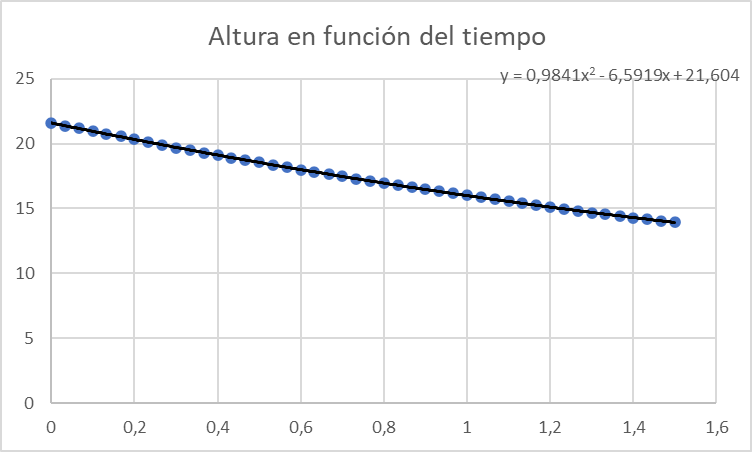 Altura en función del tiempo
y = 0,9841x² - 6,5919x + 21,604
25
20
15
10
5
0
0 0,2 0,4 0,6 0,8 1 1,2 1,4 1,6